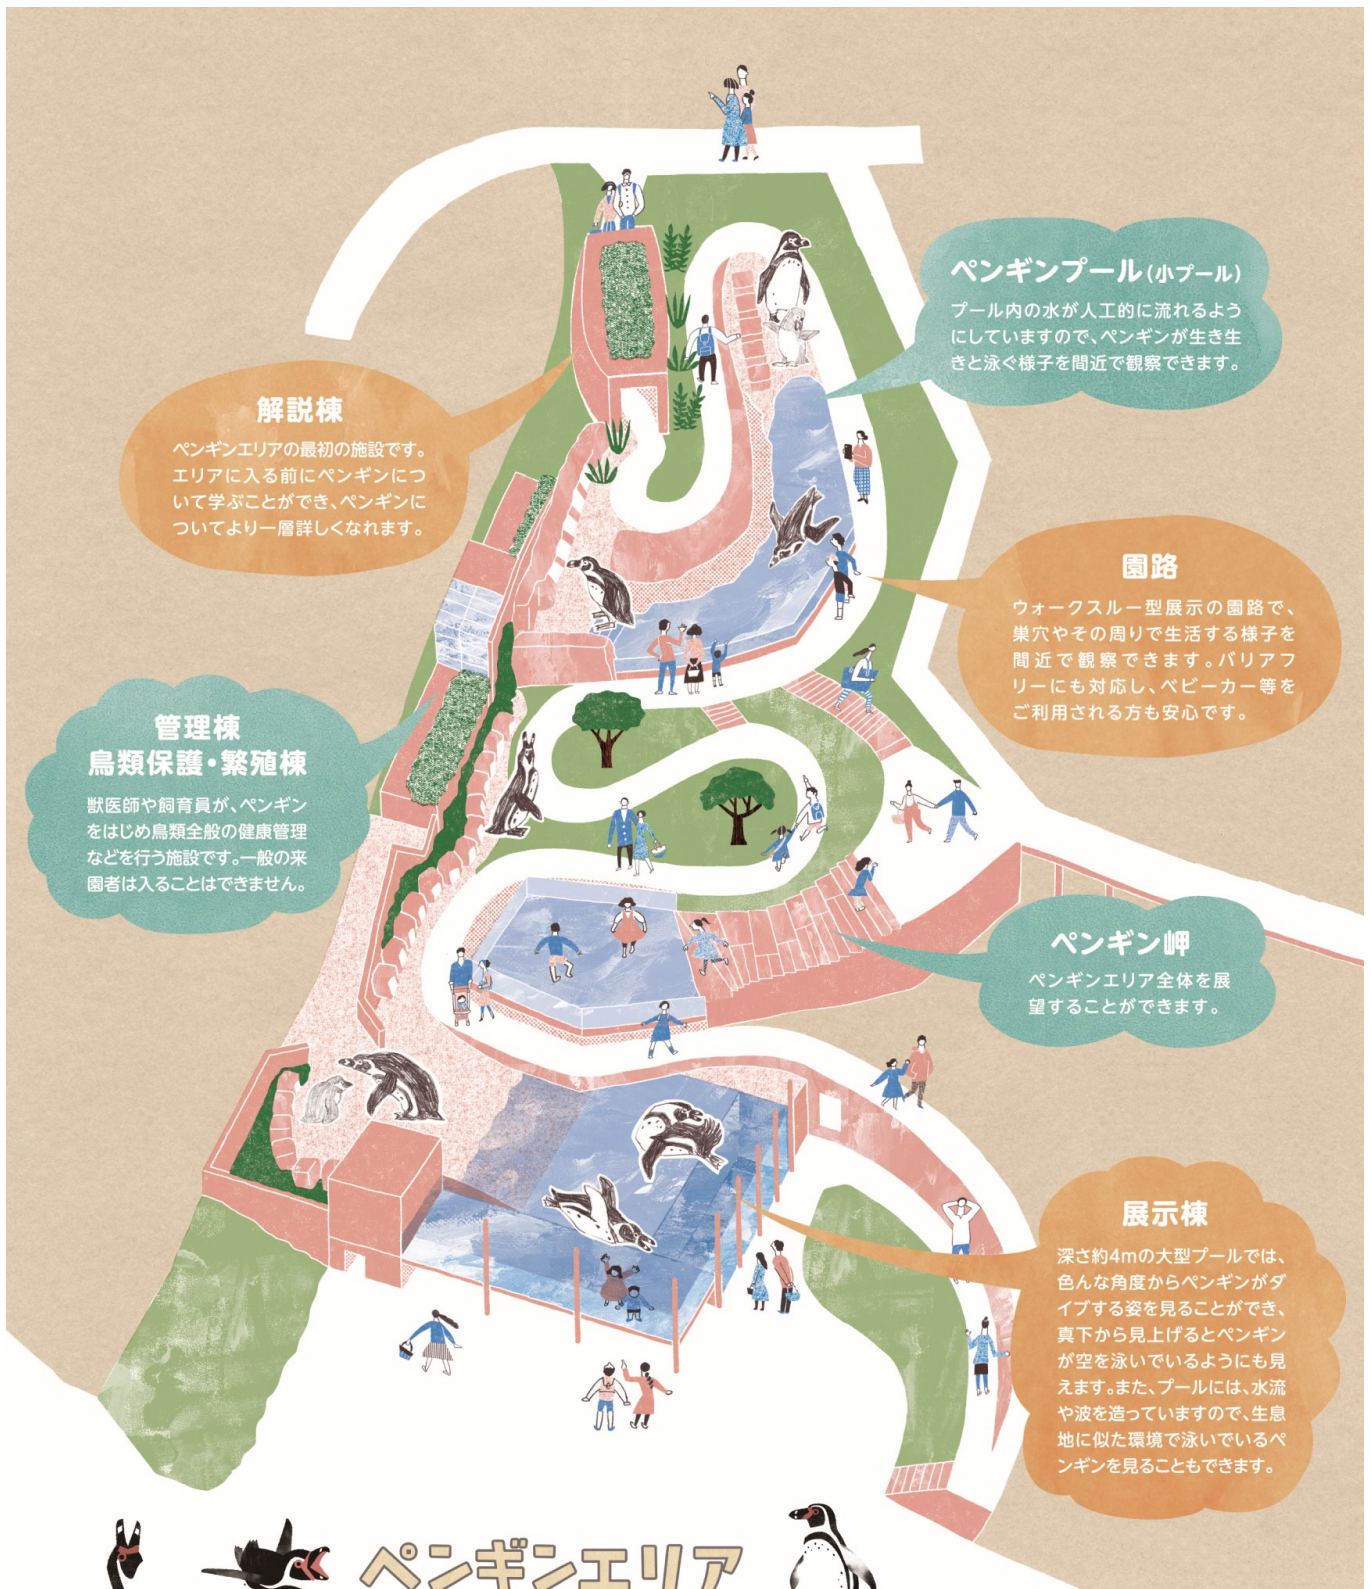 ペンギンプール(小プール)
プール内の水が人工的に流れるよう
にしていますので、ペンギンが生き生
きと泳ぐ様子を間近で観察できます。
解説棟
ペンギンエリアの最初の施設です。
エリアに入る前にペンギンにつ
いて学ぶことができ、ペンギンに
ついてより一層詳しくなれます。
園路
ウォークスルー型展示の園路で、
巣穴やその周りで生活する様子を
間近で観察できます。バリアフ
リーにも対応し、ベビーカー等を
ご利用される方も安心です。
管理棟
鳥類保護・繁殖棟
獣医師や飼育員が、ペンギン
をはじめ鳥類全般の健康管理
などを行う施設です。一般の来
園者は入ることはできません。
ペンギン岬
ペンギンエリア全体を展
望することができます。
展示棟
深さ約4mの大型プールでは、
色んな角度からペンギンがダ
イブする姿を見ることができ、
真下から見上げるとペンギン
が空を泳いでいるようにも見
えます。また、プールには、水流
や波を造っていますので、生息
地に似た環境で泳いでいるペ
ンギンを見ることもできます。
ペンギンエリア